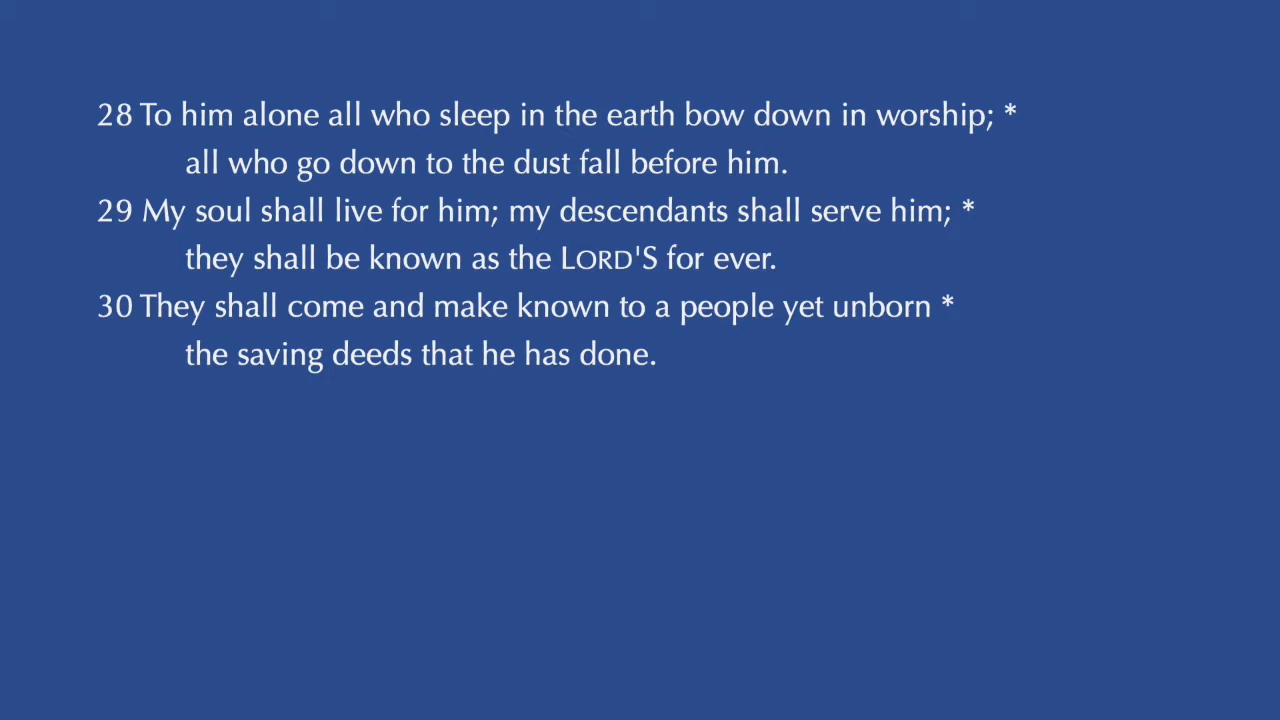 28 To him alone all who sleep in the earth bow down in worship; *
all who go down to the dust fall before him.
29 My soul shall live for him; my descendants shall serve him; *
they shall be known as the LORD'S for ever.
30 They shall come and make known to a people yet unborn *
the saving deeds that he has done.